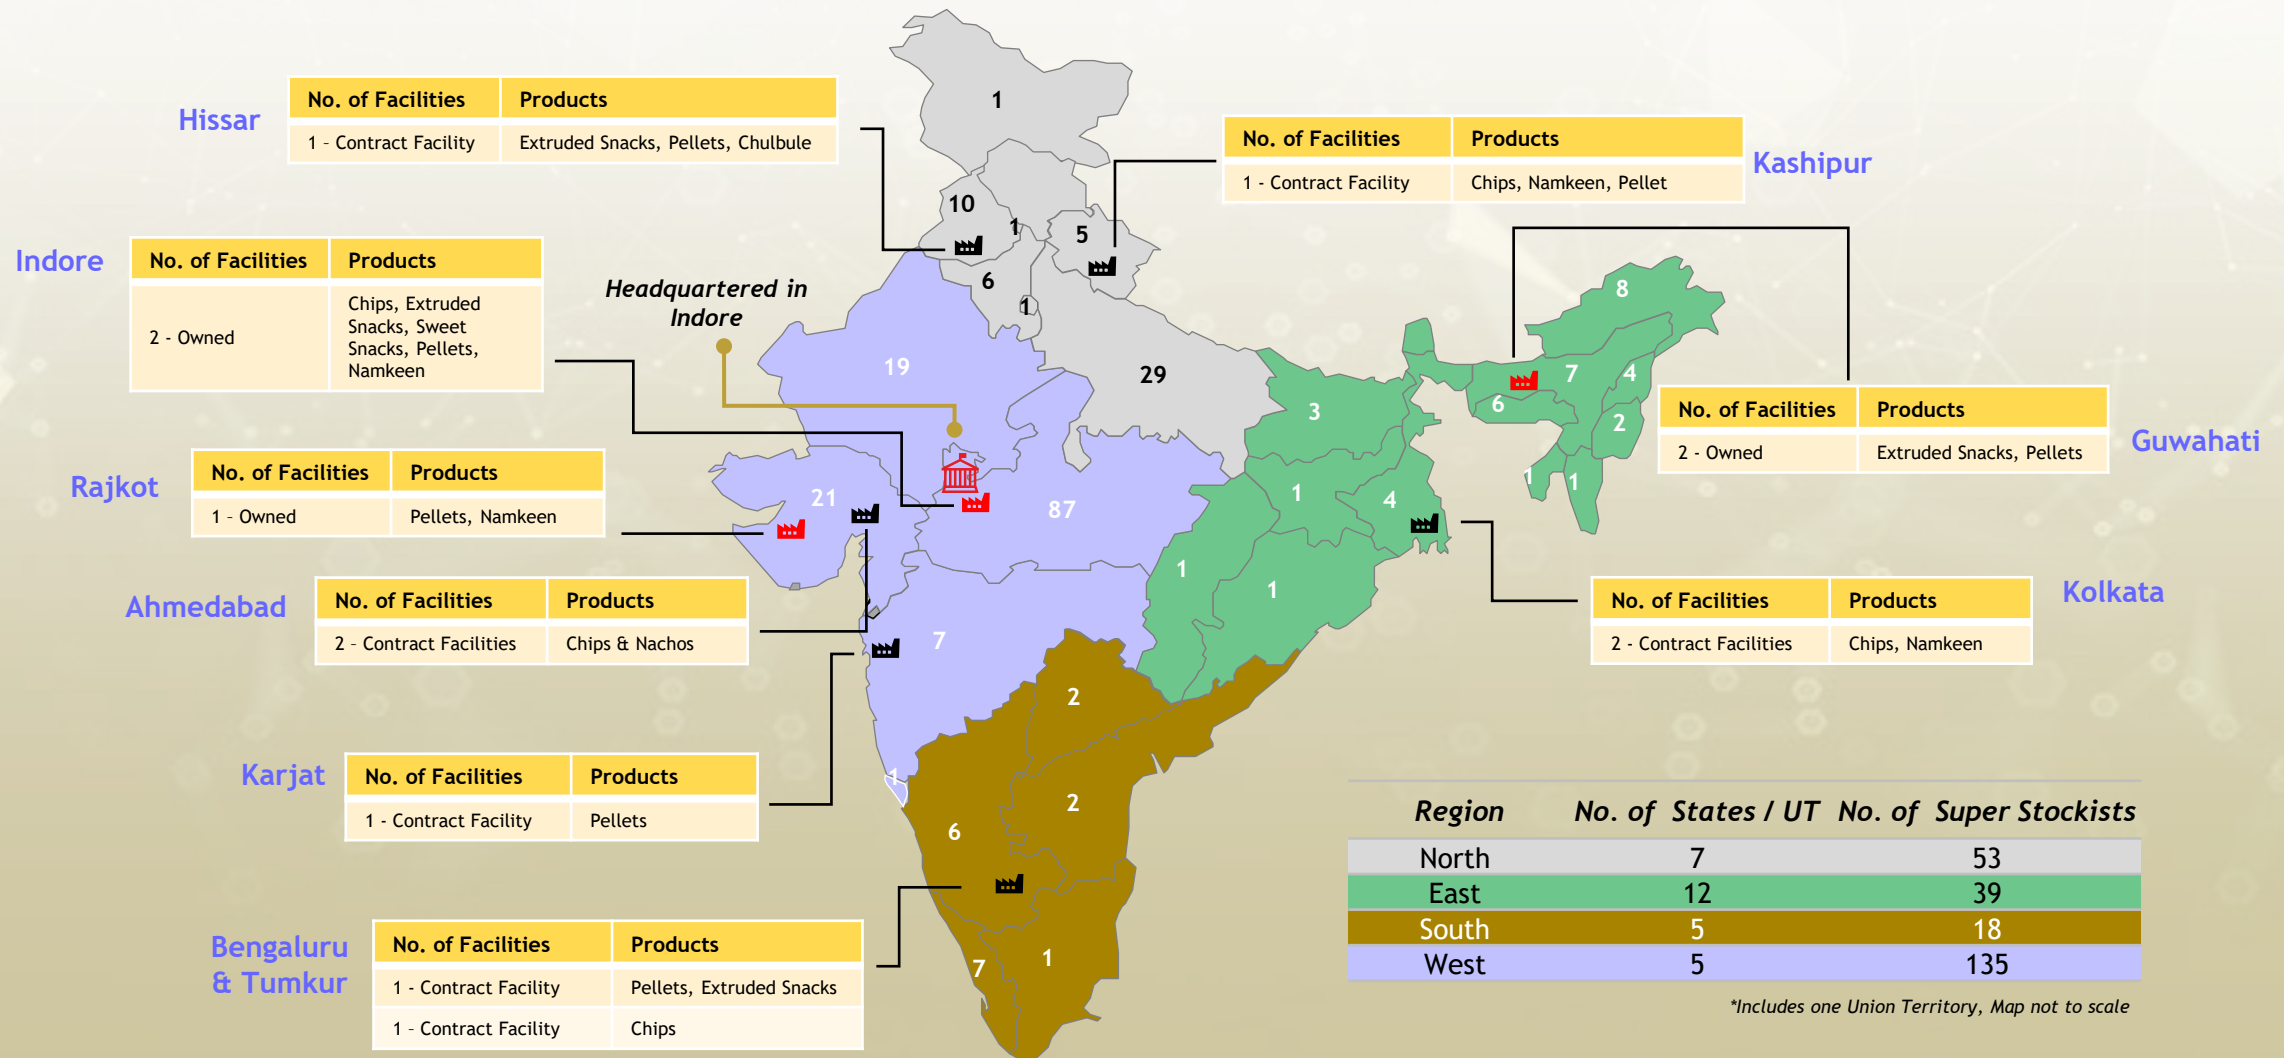 Hissar
No. of Facilities Products
1 – Contract Facility Extruded Snacks, Pellets, Chulbule
Kashipur
No. of Facilities Products
1 - Contract Facility Chips, Namkeen, Pellet
Indore
No. of Facilities Products
2 - Owned
Chips, Extruded
Snacks, Sweet
Snacks, Pellets,
Namkeen
Headquartered in
Indore
Rajkot
No. of Facilities Products
1 – Owned Pellets, Namkeen
Ahmedabad
No. of Facilities Products
2 – Contract Facilities Chips & Nachos
Karjat
No. of Facilities Products
1 - Contract Facility Pellets
Bengaluru
& Tumkur
No. of Facilities Products
1 - Contract Facility Pellets, Extruded Snacks
1 – Contract Facility Chips
1
10
1
5
6
1
19
29
21
87
7
1
3
8
7
4
6
2
1
1
1
4
1
1
2
2
6
7
1
No. of Facilities Products
2 - Owned Extruded Snacks, Pellets
Guwahati
No. of Facilities Products
2 - Contract Facilities Chips, Namkeen
Kolkata
Region No. of States / UT No. of Super Stockists
North 7 53
East 12 39
South 5 18
West 5 135
*Includes one Union Territory, Map not to scale